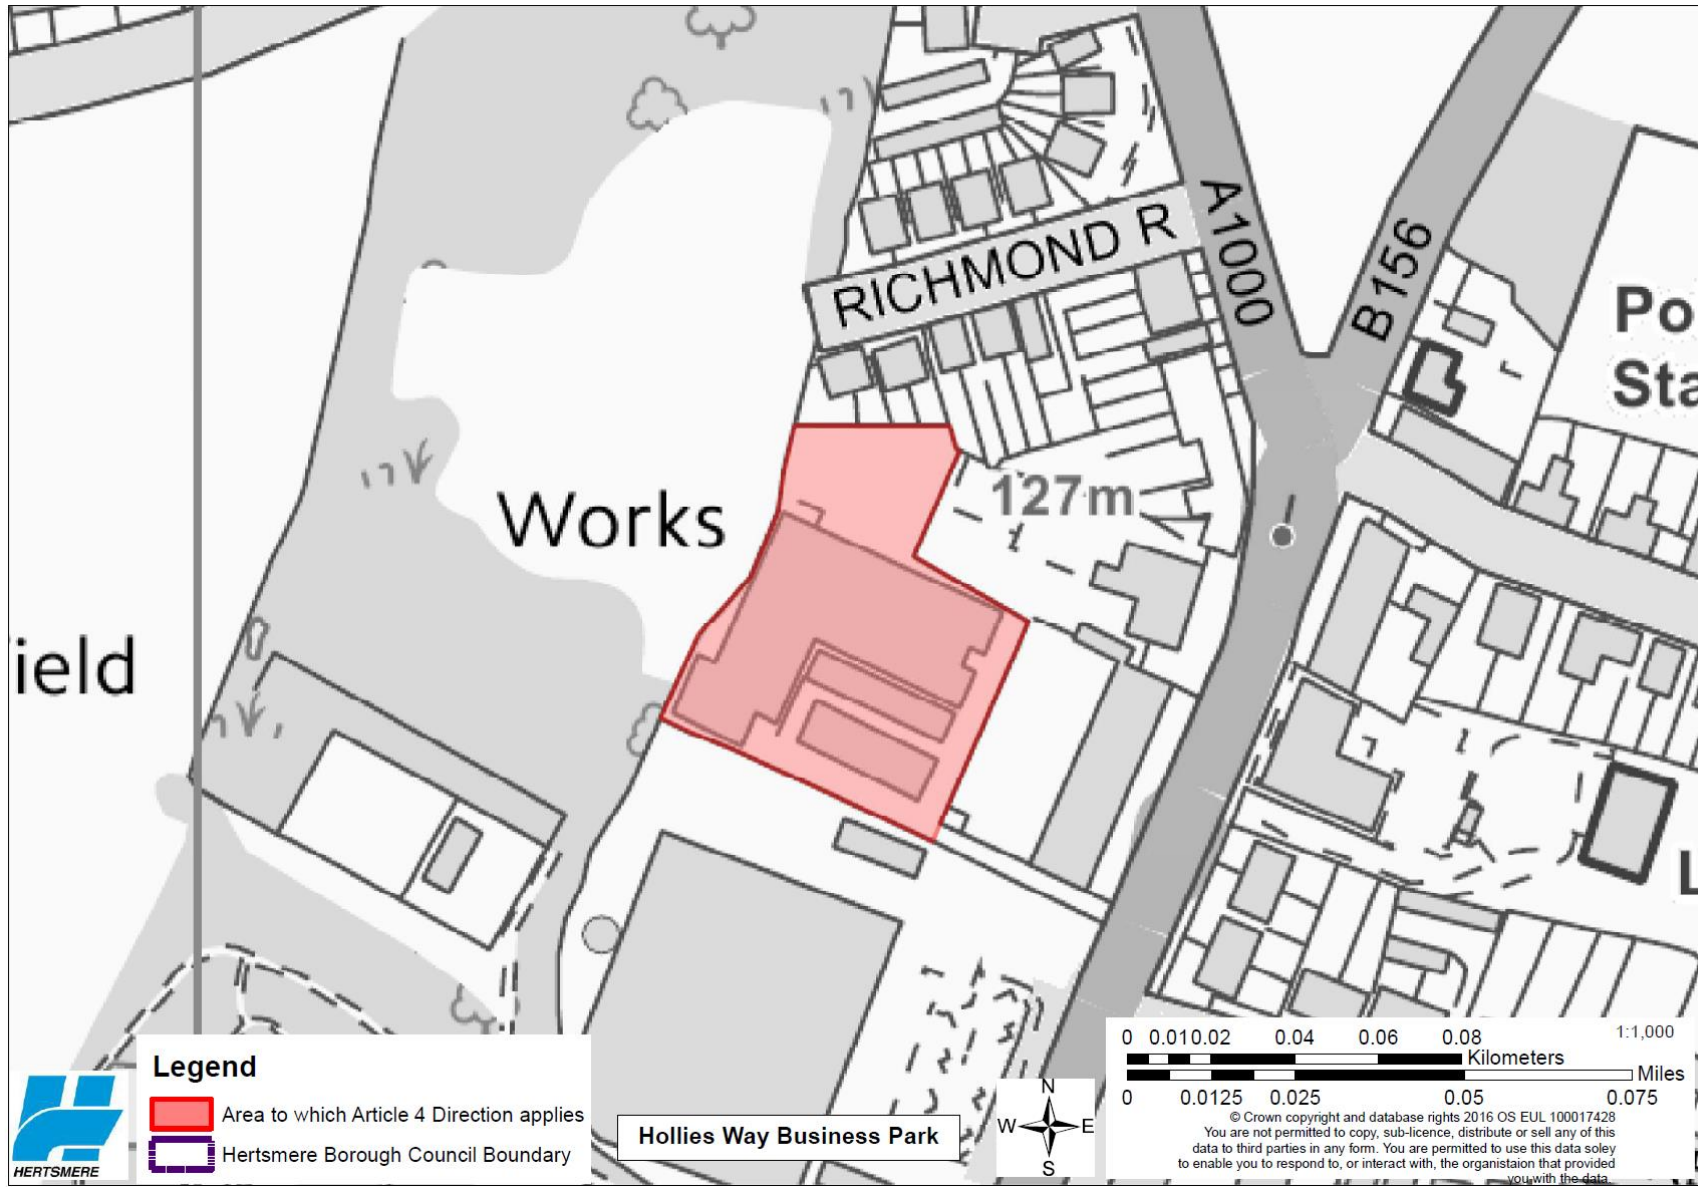 RICHMOND R
A1000
B 156
Po
Sta
127m
Works
ield
L
Legend
Area to which Article 4 Direction applies
Hertsmere Borough Council Boundary
HERTSMERE
Hollies Way Business Park
N
W E
S
0 0.010.02 0.04 0.06 0.08 1:1,000
Kilometers
Miles
0 0.0125 0.025 0.05 0.075
© Crown copyright and database rights 2016 OS EUL 100017428
You are not permitted to copy, sub-licence, distribute or sell any of this
data to third parties in any form. You are permitted to use this data soley
to enable you to respond to, or interact with, the organistaion that provided
you with the data.